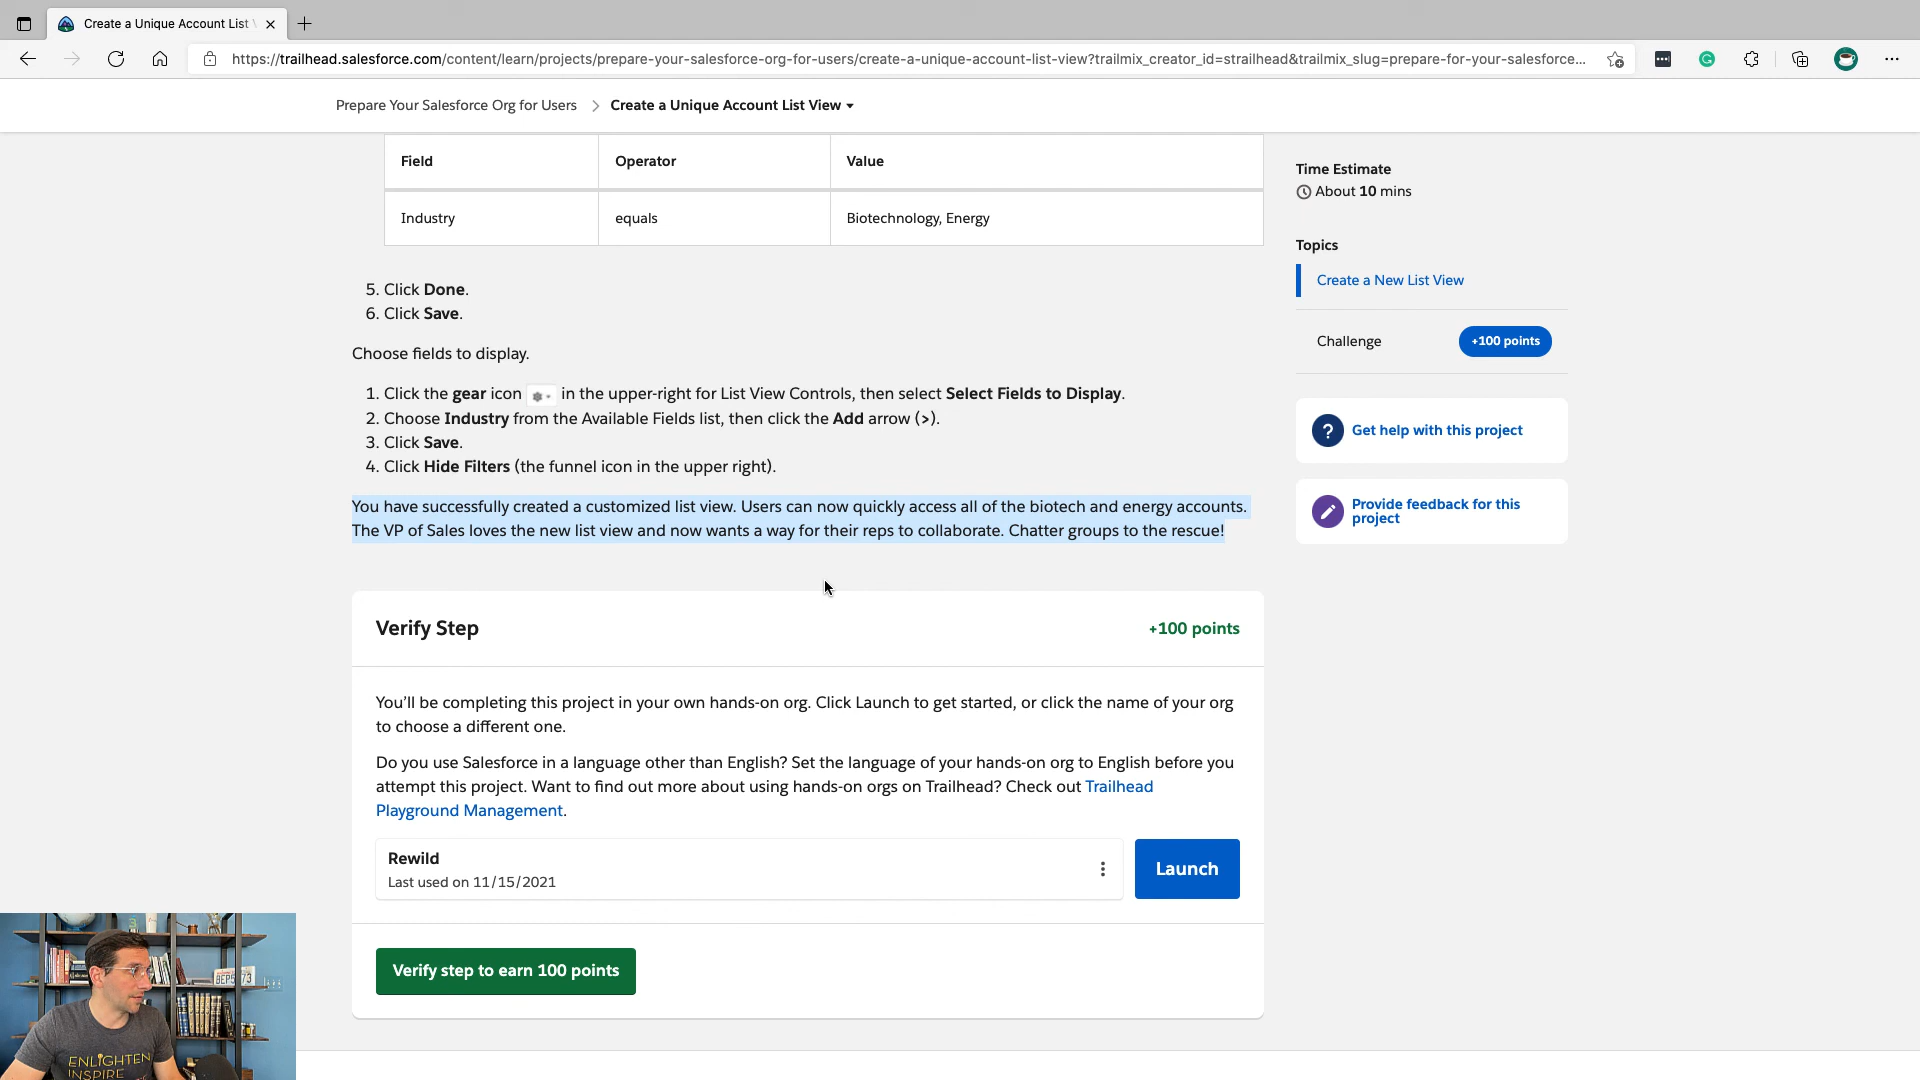 Create a Unique Account List
https://trailhead.salesforce.com/content/learn/projects/prepare-your-salesforce-org-for-users/create-a-unique-account-list-view?trailmix_creator_id=strailhead&trailmix_slug=prepare-for-your-salesforce...
Prepare Your Salesforce Org for Users > Create a Unique Account List View
Field Operator Value
Industry equals Biotechnology, Energy
5. Click Done.
6. Click Save.
Choose fields to display.
1. Click the gear icon in the upper-right for List View Controls, then select Select Fields to Display.
2. Choose Industry from the Available Fields list, then click the Add arrow (>).
3. Click Save.
4. Click Hide Filters (the funnel icon in the upper right).
You have successfully created a customized list view. Users can now quickly access all of the biotech and energy accounts.
The VP of Sales loves the new list view and now wants a way for their reps to collaborate. Chatter groups to the rescue!
Verify Step +100 points
You'll be completing this project in your own hands-on org. Click Launch to get started, or click the name of your org
to choose a different one.
Do you use Salesforce in a language other than English? Set the language of your hands-on org to English before you
attempt this project. Want to find out more about using hands-on orgs on Trailhead? Check out Trailhead
Playground Management.
Rewild
Last used on 11/15/2021
Launch
Verify step to earn 100 points
Time Estimate
About 10 mins
Topics
Create a New List View
Challenge +100 points
? Get help with this project
Provide feedback for this
project
ENLIGHTEN
INSPIRE